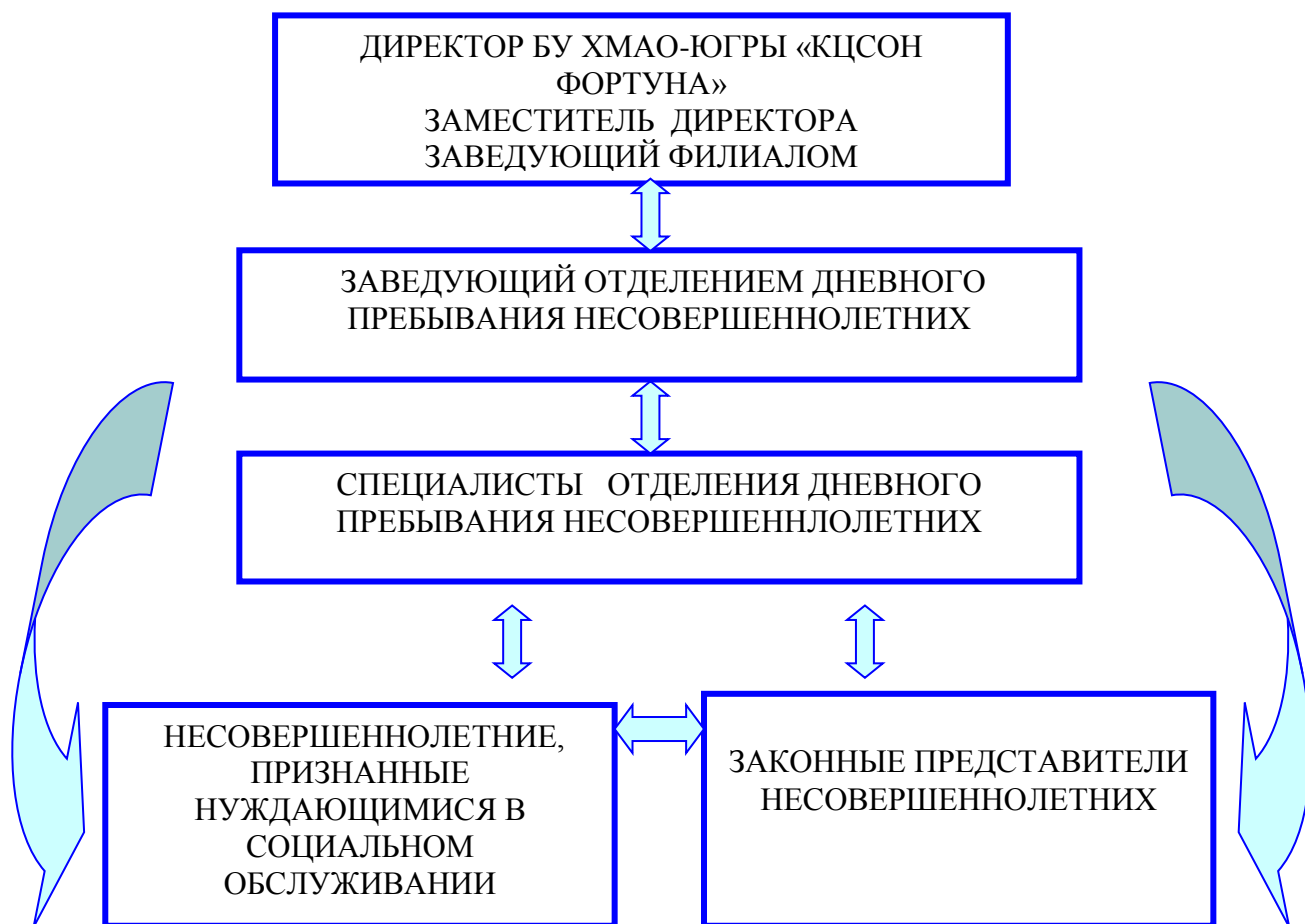 ДИРЕКТОР БУ ХМАО-ЮГРЫ «КЦСОН
ФОРТУНА»
ЗАМЕСТИТЕЛЬ ДИРЕКТОРА
ЗАВЕДУЮЩИЙ ФИЛИАЛОМ
ЗАВЕДУЮЩИЙ ОТДЕЛЕНИЕМ ДНЕВНОГО
ПРЕБЫВАНИЯ НЕСОВЕРШЕННОЛЕТНИХ
СПЕЦИАЛИСТЫ ОТДЕЛЕНИЯ ДНЕВНОГО
ПРЕБЫВАНИЯ НЕСОВЕРШЕННЛОЛЕТНИХ
НЕСОВЕРШЕННОЛЕТНИЕ,
ПРИЗНАННЫЕ
НУЖДАЮЩИМИСЯ В
СОЦИАЛЬНОМ
ОБСЛУЖИВАНИИ
ЗАКОННЫЕ ПРЕДСТАВИТЕЛИ
НЕСОВЕРШЕННОЛЕТНИХ